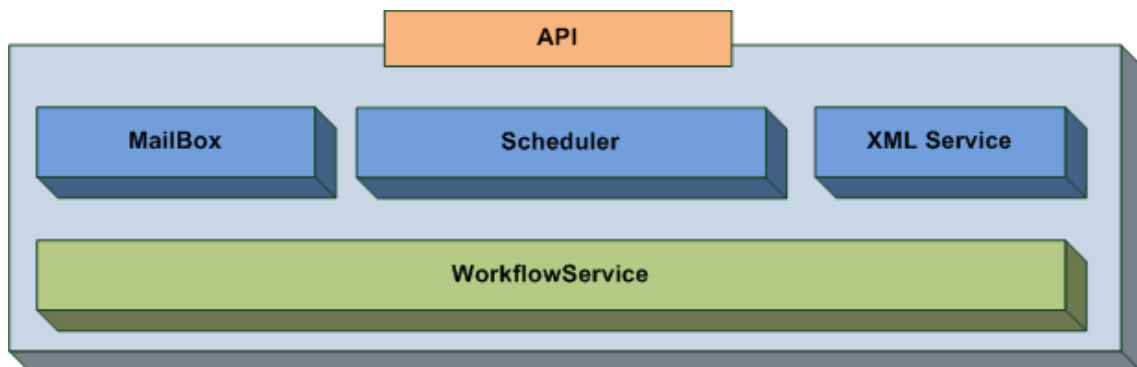 API
MailBox
Scheduler
XML Service
WorkflowService